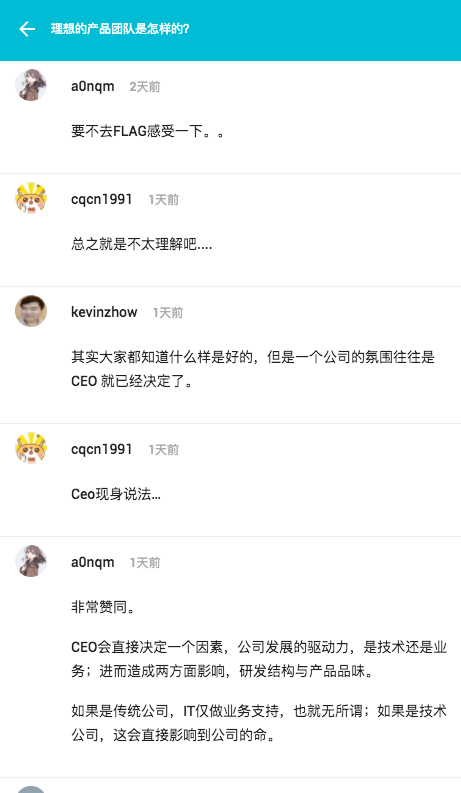 理想的产品团队是怎样的?
a0nqm 2天前
要不去FLAG感受一下。。
cqcn1991 1天前
总之就是不太理解吧....
kevinzhow 1天前
其实大家都知道什么样是好的，但是一个公司的氛围往往是
CEO 就已经决定了。
cqcn1991 1天前
Ceo现身说法...
a0nqm 1天前
非常赞同。
CEO会直接决定一个因素，公司发展的驱动力，是技术还是业
务；进而造成两方面影响，研发结构与产品品味。
如果是传统公司，IT仅做业务支持，也就无所谓；如果是技术
公司，这会直接影响到公司的命。